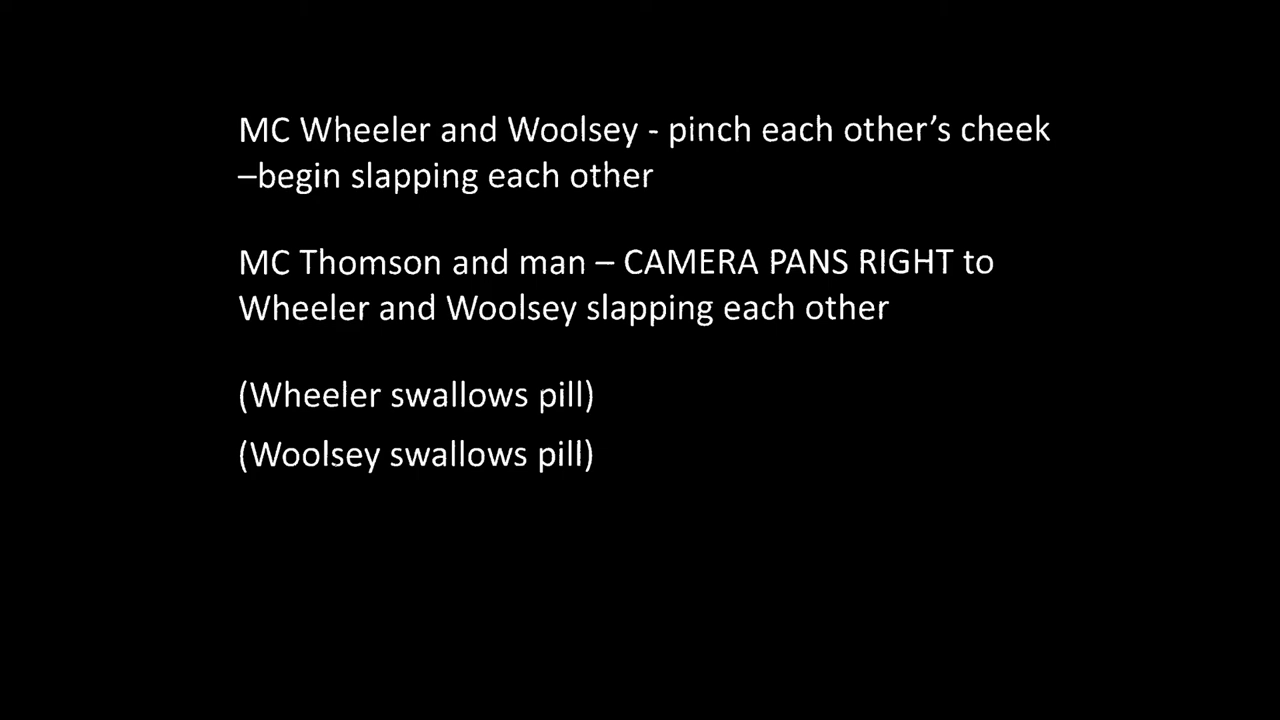 MC Wheeler and Woolsey - pinch each other’s cheek
–begin slapping each other
MC Thomson and man – CAMERA PANS RIGHT to
Wheeler and Woolsey slapping each other
(Wheeler swallows pill)
(Woolsey swallows pill)